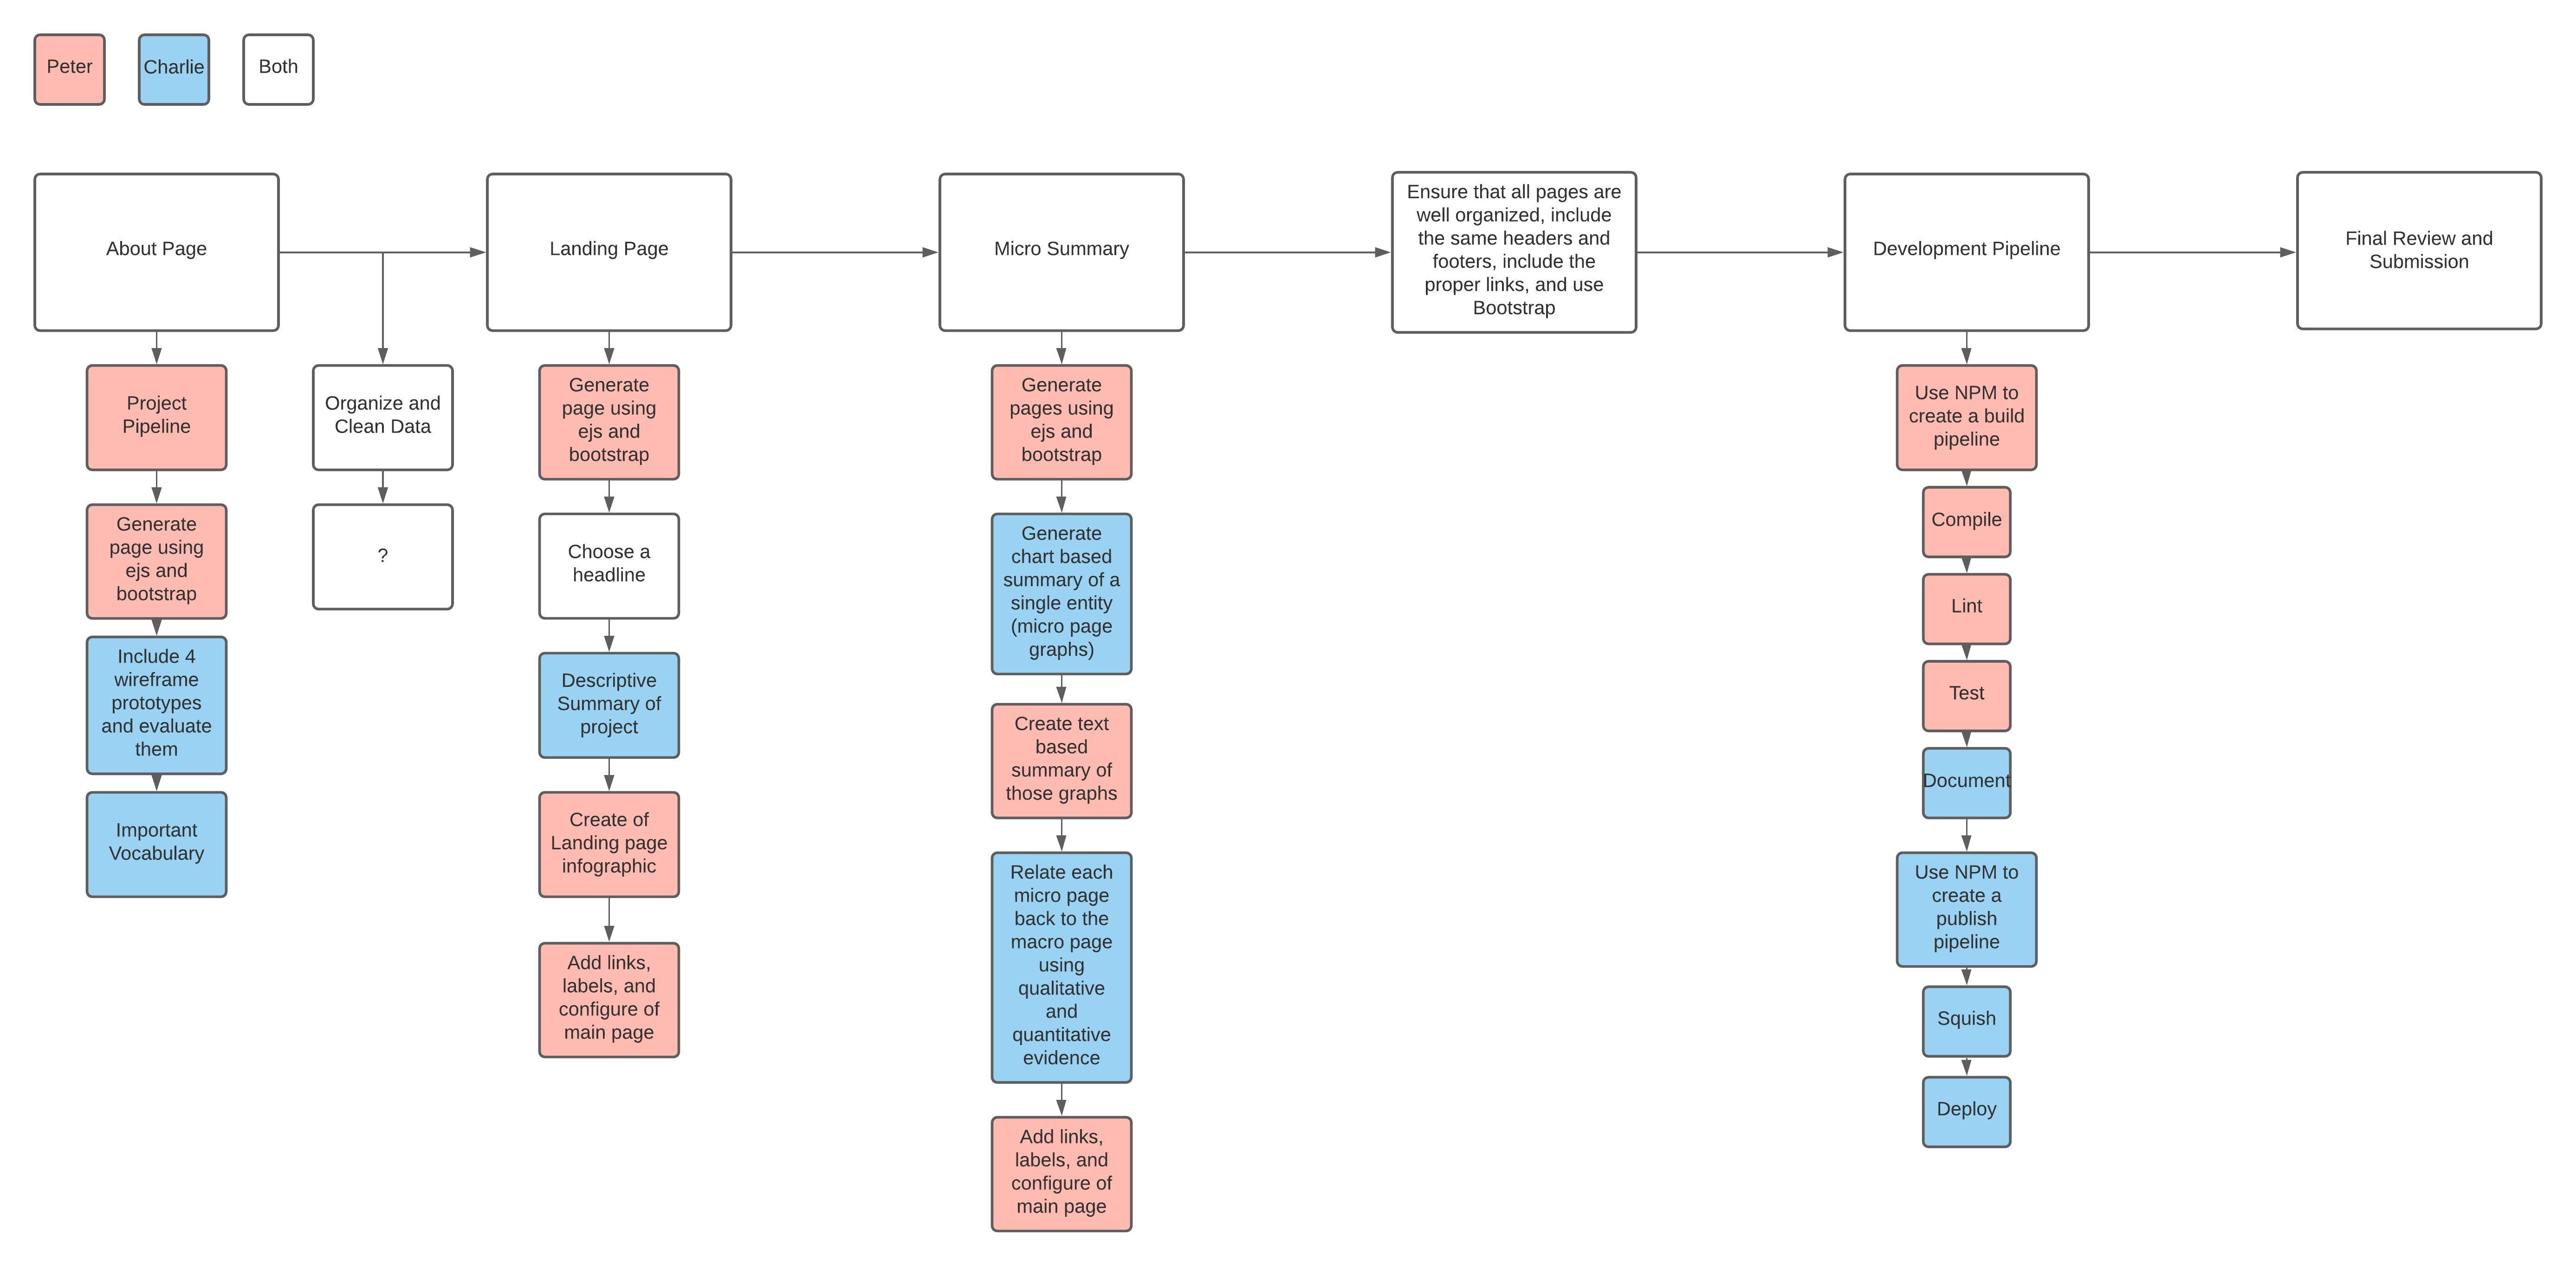 Peter
Charlie
Both
About Page
Landing Page
Micro Summary
Ensure that all pages are
well organized, include
the same headers and
footers, include the
proper links, and use
Bootstrap
Development Pipeline
Final Review and
Submission
Project
Pipeline
Generate
page using
ejs and
bootstrap
Include 4
wireframe
prototypes
and evaluate
them
Important
Vocabulary
Organize and
Clean Data
?
Generate
page using
ejs and
bootstrap
Choose a
headline
Descriptive
Summary of
project
Create of
Landing page
infographic
Add links,
labels, and
configure of
main page
Generate
pages using
ejs and
bootstrap
Generate
chart based
summary of a
single entity
(micro page
graphs)
Create text
based
summary of
those graphs
Relate each
micro page
back to the
macro page
using
qualitative
and
quantitative
evidence
Add links,
labels, and
configure of
main page
Use NPM to
create a build
pipeline
Compile
Lint
Test
Document
Use NPM to
create a
publish
pipeline
Squish
Deploy